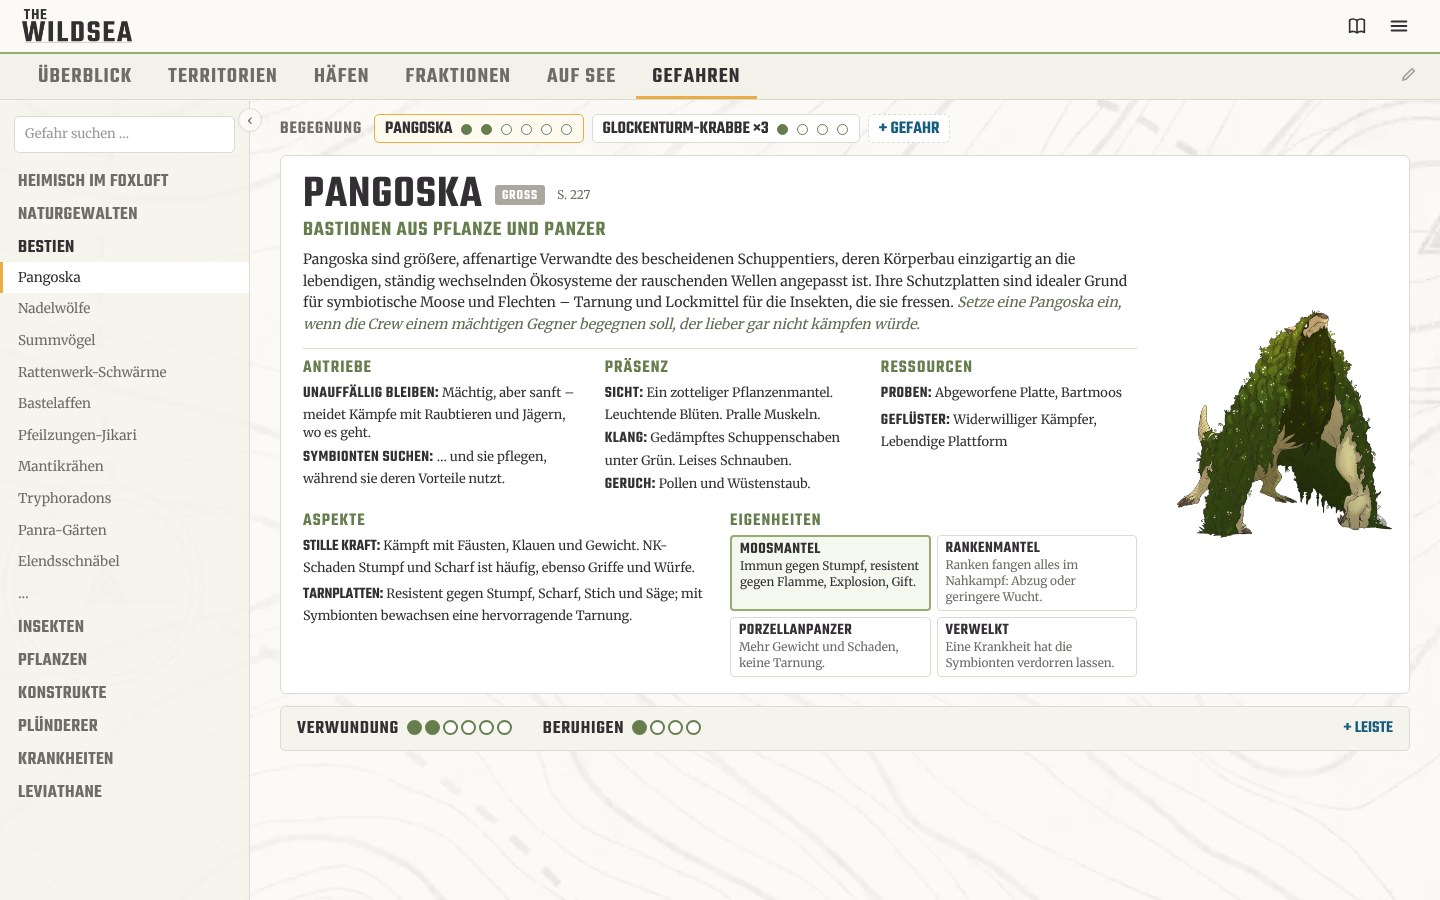 THE
WILDSEA
ÜBERBLICK
TERRITORIEN
HÄFEN
FRAKTIONEN
AUF SEE
GEFAHREN
Gefahr suchen ...
HEIMISCH IM FOXLOFT
NATURGEWALTEN
BESTIEN
Pangoska
Nadelwölfe
Summvögel
Rattenwerk-Schwärme
Bastelaffen
Pfeilzungen-Jikari
Mantikrähen
Tryphoradons
Panra-Gärten
Elendsschnäbel
...
INSEKTEN
PFLANZEN
KONSTRUKTE
PLÜNDERER
KRANKHEITEN
LEVIATHANE
BEGEGNUNG
PANGOSKA
GLOCKENTURM-KRABBE ×3
+ GEFAHR
PANGOSKA GROSS S. 227
BASTIONEN AUS PFLANZE UND PANZER
Pangoska sind größere, affenartige Verwandte des bescheidenen Schuppentiers, deren Körperbau einzigartig an die
lebendigen, ständig wechselnden Ökosysteme der rauschenden Wellen angepasst ist. Ihre Schutzplatten sind idealer Grund
für symbiotische Moose und Flechten – Tarnung und Lockmittel für die Insekten, die sie fressen. Setze eine Pangoska ein,
wenn die Crew einem mächtigen Gegner begegnen soll, der lieber gar nicht kämpfen würde.
ANTRIEBE
UNAUFFÄLLIG BLEIBEN: Mächtig, aber sanft –
meidet Kämpfe mit Raubtieren und Jägern,
wo es geht.
SYMBIONTEN SUCHEN: ... und sie pflegen,
während sie deren Vorteile nutzt.
PRÄSENZ
SICHT: Ein zotteliger Pflanzenmantel.
Leuchtende Blüten. Pralle Muskeln.
KLANG: Gedämpftes Schuppenschaben
unter Grün. Leises Schnauben.
GERUCH: Pollen und Wüstenstaub.
RESSOURCEN
PROBEN: Abgeworfene Platte, Bartmoos
GEFLÜSTER: Widerwilliger Kämpfer,
Lebendige Plattform
ASPEKTE
STILLE KRAFT: Kämpft mit Fäusten, Klauen und Gewicht. NK-
Schaden Stumpf und Scharf ist häufig, ebenso Griffe und Würfe.
TARNPLATTEN: Resistent gegen Stumpf, Scharf, Stich und Säge; mit
Symbionten bewachsen eine hervorragende Tarnung.
EIGENHEITEN
MOOSMANTEL
Immun gegen Stumpf, resistent
gegen Flamme, Explosion, Gift.
RANKENMANTEL
Ranken fangen alles im
Nahkampf: Abzug oder
geringere Wucht.
PORZELLANPANZER
Mehr Gewicht und Schaden,
keine Tarnung.
VERWELKT
Eine Krankheit hat die
Symbionten verdorren lassen.
VERWUNDUNG
BERUHIGEN
+ LEISTE